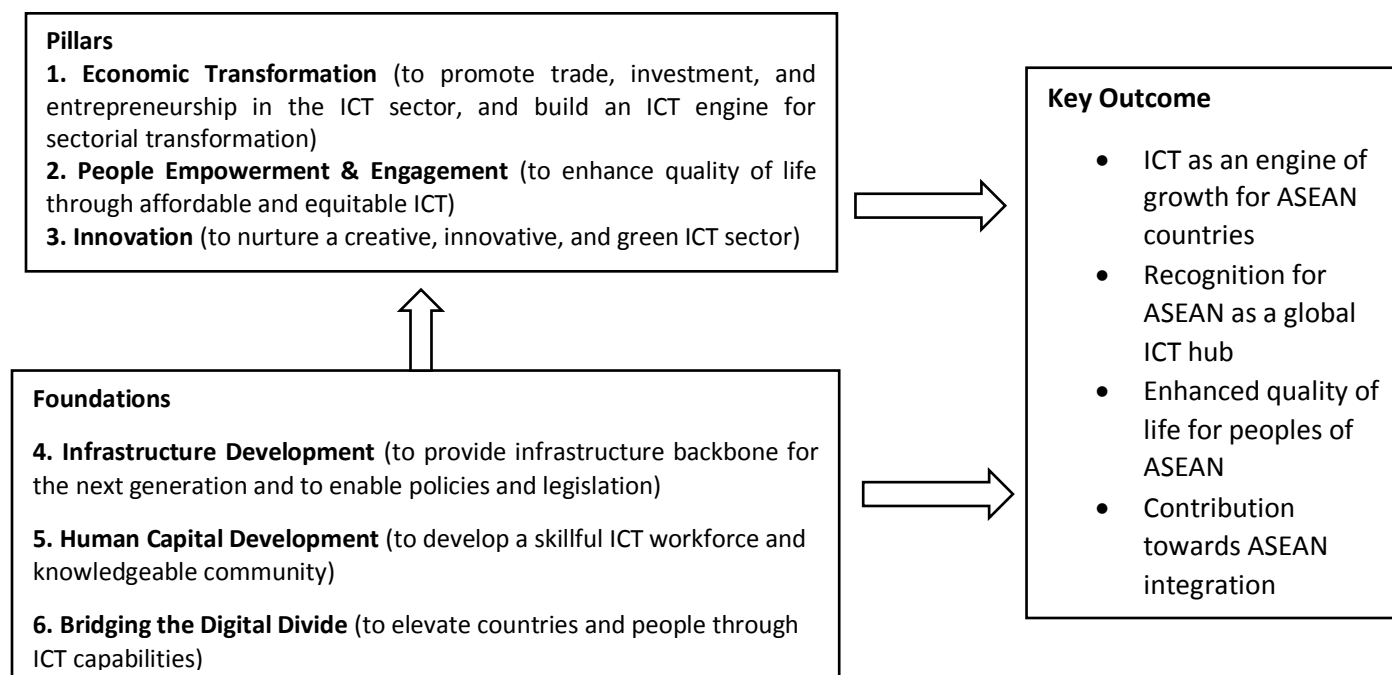 Pillars
1. Economic Transformation (to promote trade, investment, and
entrepreneurship in the ICT sector, and build an ICT engine for
sectorial transformation)
2. People Empowerment & Engagement (to enhance quality of life
through affordable and equitable ICT)
3. Innovation (to nurture a creative, innovative, and green ICT sector)
Foundations
4. Infrastructure Development (to provide infrastructure backbone for
the next generation and to enable policies and legislation)
5. Human Capital Development (to develop a skillful ICT workforce and
knowledgeable community)
6. Bridging the Digital Divide (to elevate countries and people through
ICT capabilities)
Key Outcome
• ICT as an engine of
growth for ASEAN
countries
• Recognition for
ASEAN as a global
ICT hub
• Enhanced quality of
life for peoples of
ASEAN
• Contribution
towards ASEAN
integration